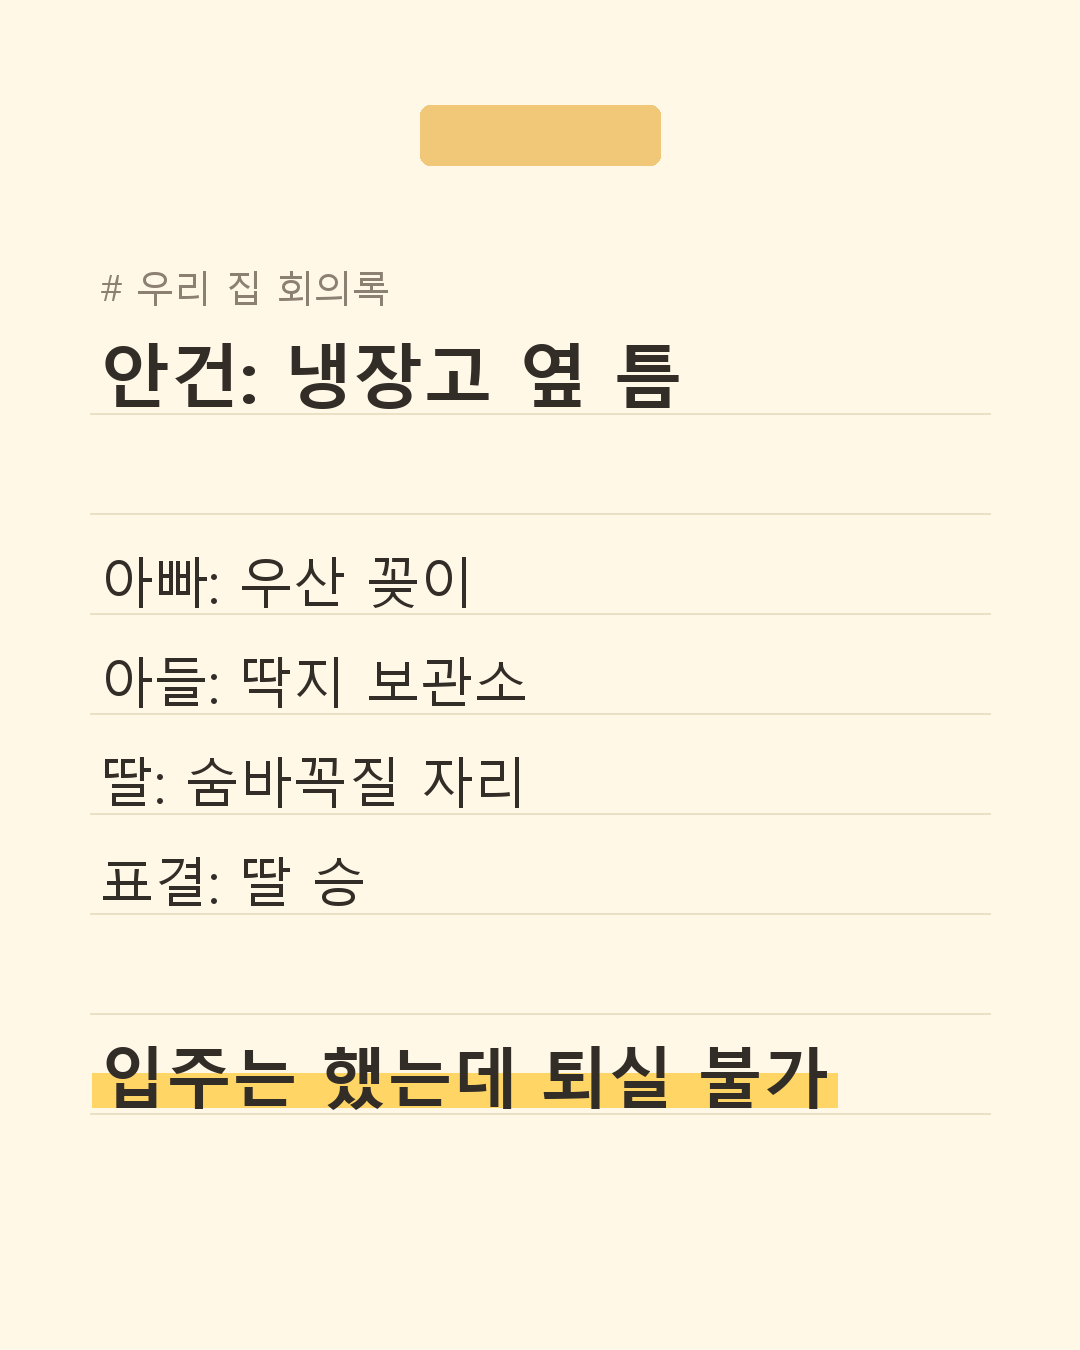 # 우리 집 회의록
안건: 냉장고 옆 틈
아빠: 우산 꽂이
아들: 딱지 보관소
딸: 숨바꼭질 자리
표결: 딸 승
입주는 했는데 퇴실 불가